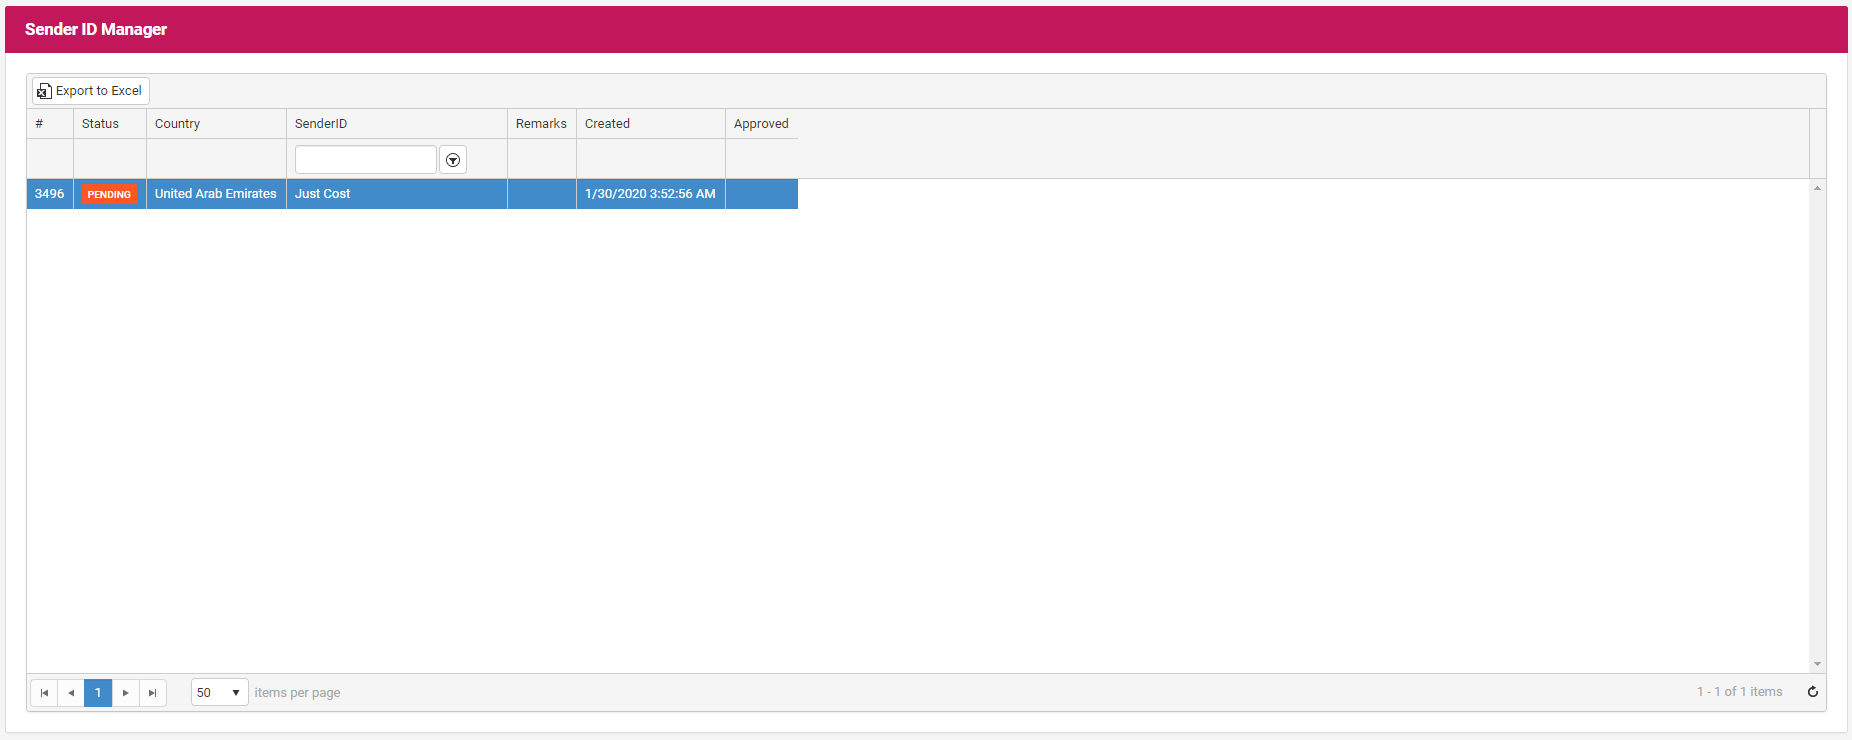 Sender ID Manager
Export to Excel
# Status Country SenderID Remarks Created Approved
3496 PENDING United Arab Emirates Just Cost 1/30/2020 3:52:56 AM
1 50 items per page 1 - 1 of 1 items